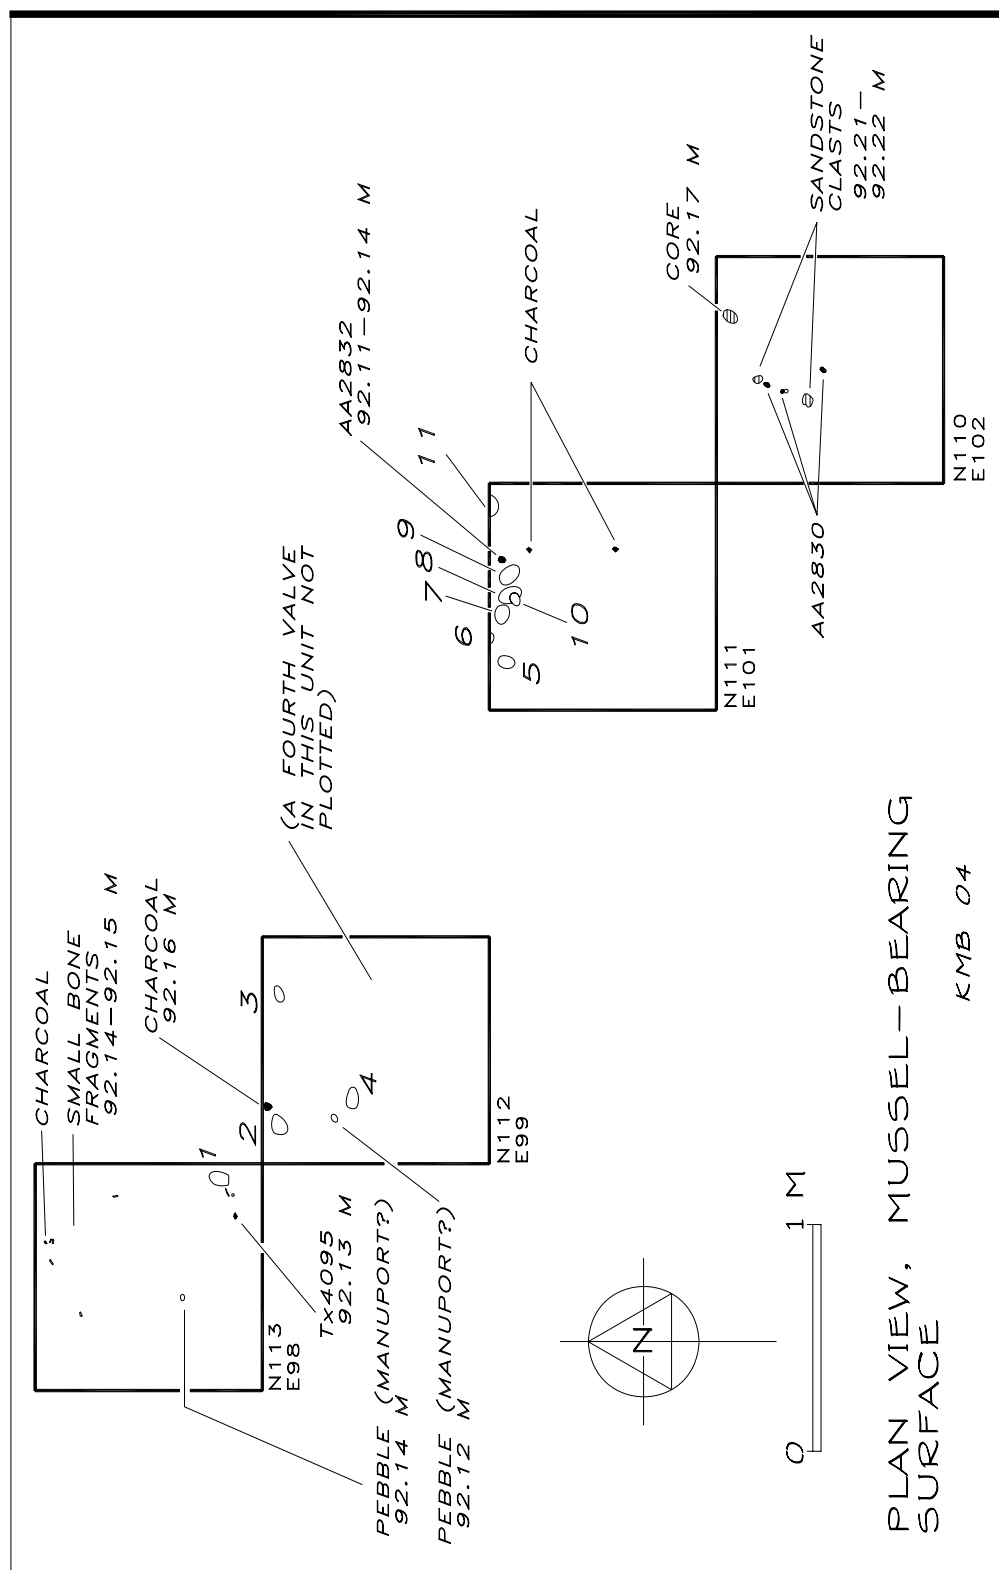 CHARCOAL
SMALL BONE
FRAGMENTS
92.14-92.15 M
CHARCOAL
92.16 M
1
2
3
4
N113
E98
N112
E99
Tx4095
92.13 M
PEBBLE (MANUPORT?)
92.14 M
PEBBLE (MANUPORT?)
92.12 M
(A FOURTH VALVE
IN THIS UNIT NOT
PLOTTED)
5
6
7
8
9
10
11
AA2832
92.11-92.14 M
CHARCOAL
N111
E101
CORE
92.17 M
SANDSTONE
CLASTS
92.21-
92.22 M
AA2830
N110
E102
N
0
1 M
PLAN VIEW, MUSSEL-BEARING
SURFACE
KMB 04